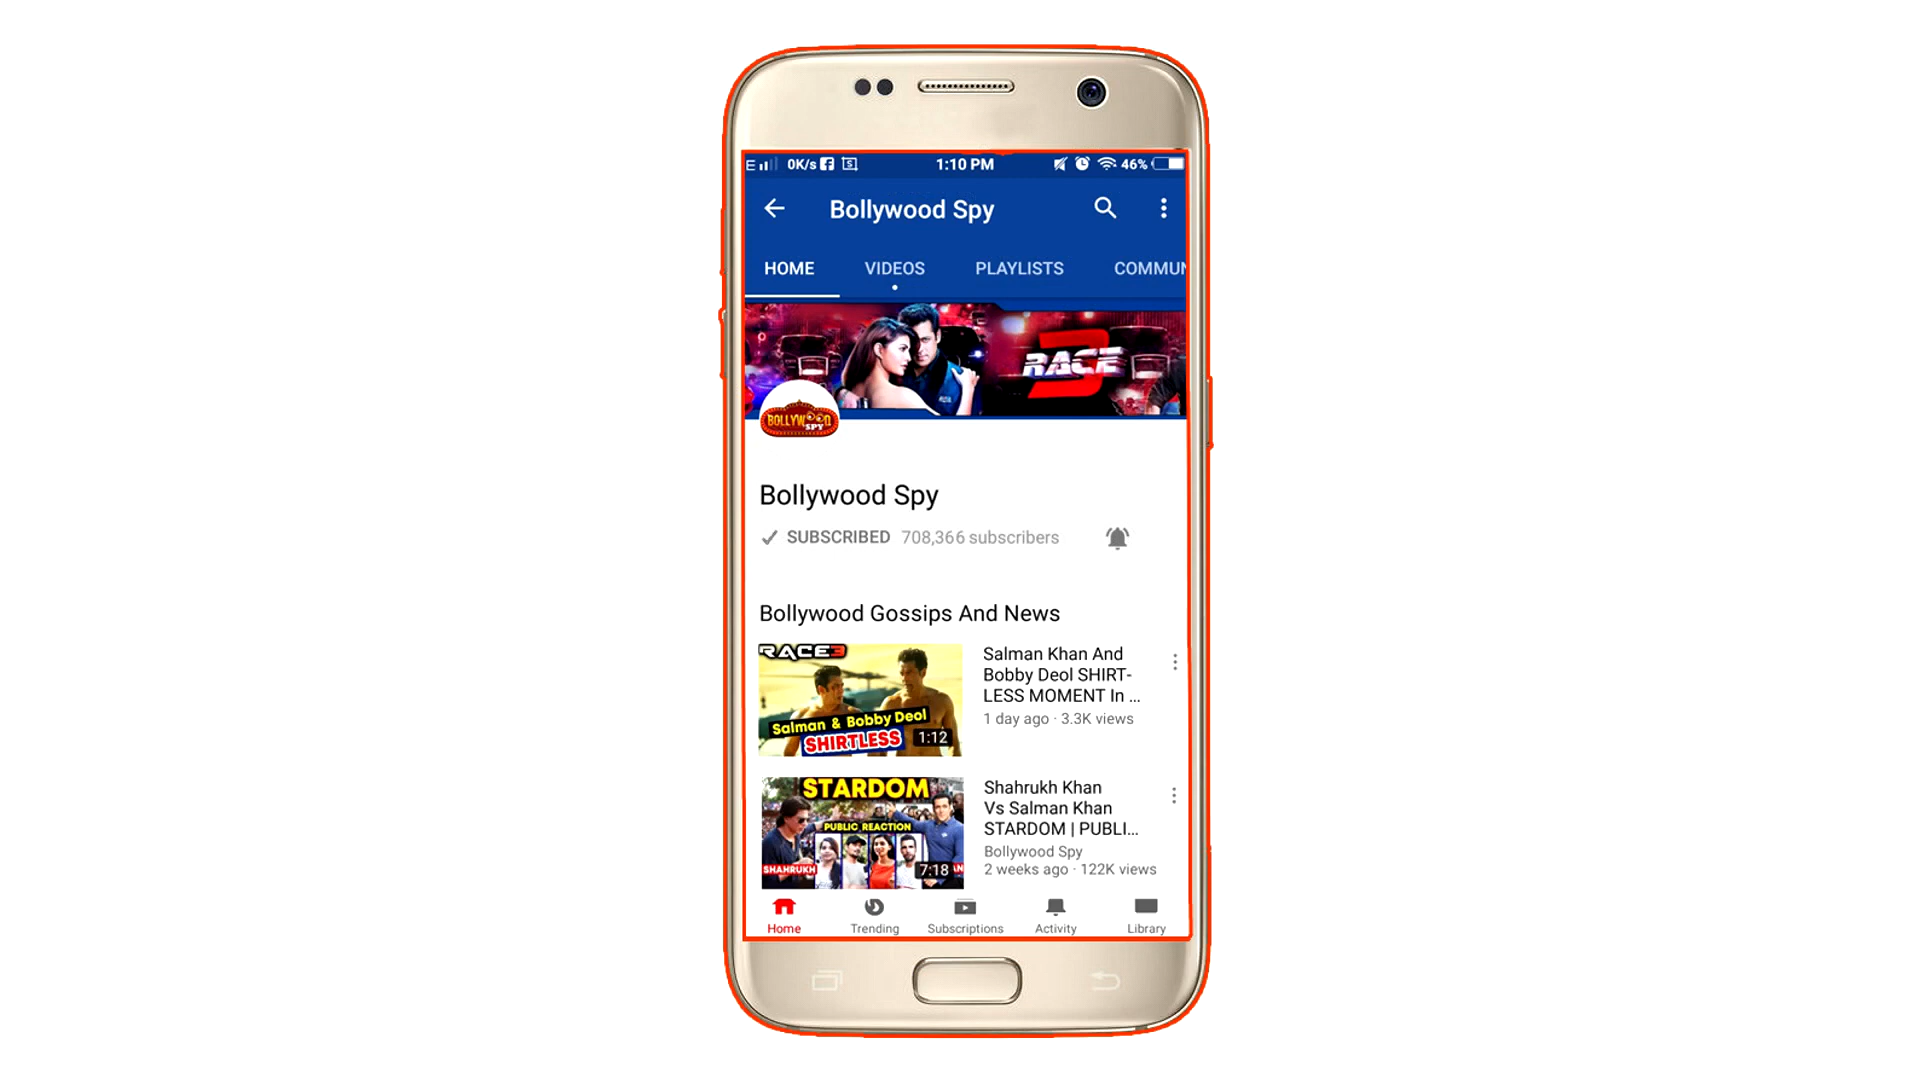 E 0K/s 1:10 PM 46%
Bollywood Spy
HOME VIDEOS PLAYLISTS COMMUN
RACE 3
BOLLYWOOD
SPY
Bollywood Spy
SUBSCRIBED 708,366 subscribers
Bollywood Gossips And News
RACE3
Salman & Bobby Deol
SHIRTLESS
1:12
Salman Khan And
Bobby Deol SHIRT-
LESS MOMENT In ...
1 day ago · 3.3K views
STARDOM
PUBLIC REACTION
SHAHRUKH
7:18
Shahrukh Khan
Vs Salman Khan
STARDOM | PUBLI...
Bollywood Spy
2 weeks ago · 122K views
Home Trending Subscriptions Activity Library